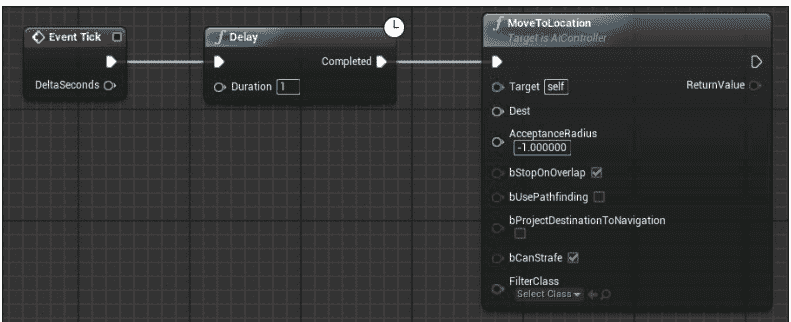 Event Tick
DeltaSeconds
Delay
Completed
Duration 1
MoveToLocation
Target is AIController
Target self
ReturnValue
Dest
AcceptanceRadius
-1.000000
bStopOnOverlap
bUsePathfinding
bProjectDestinationToNavigation
bCanStrafe
FilterClass
Select Class